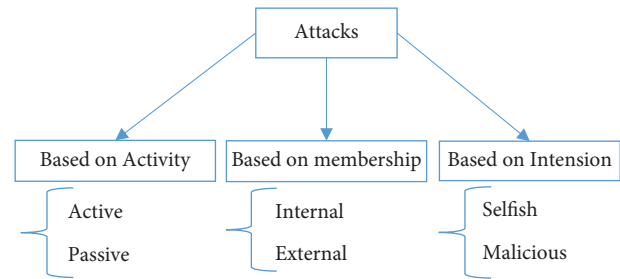 Attacks
Based on Activity
Based on membership
Based on Intension
Active
Passive
Internal
External
Selfish
Malicious